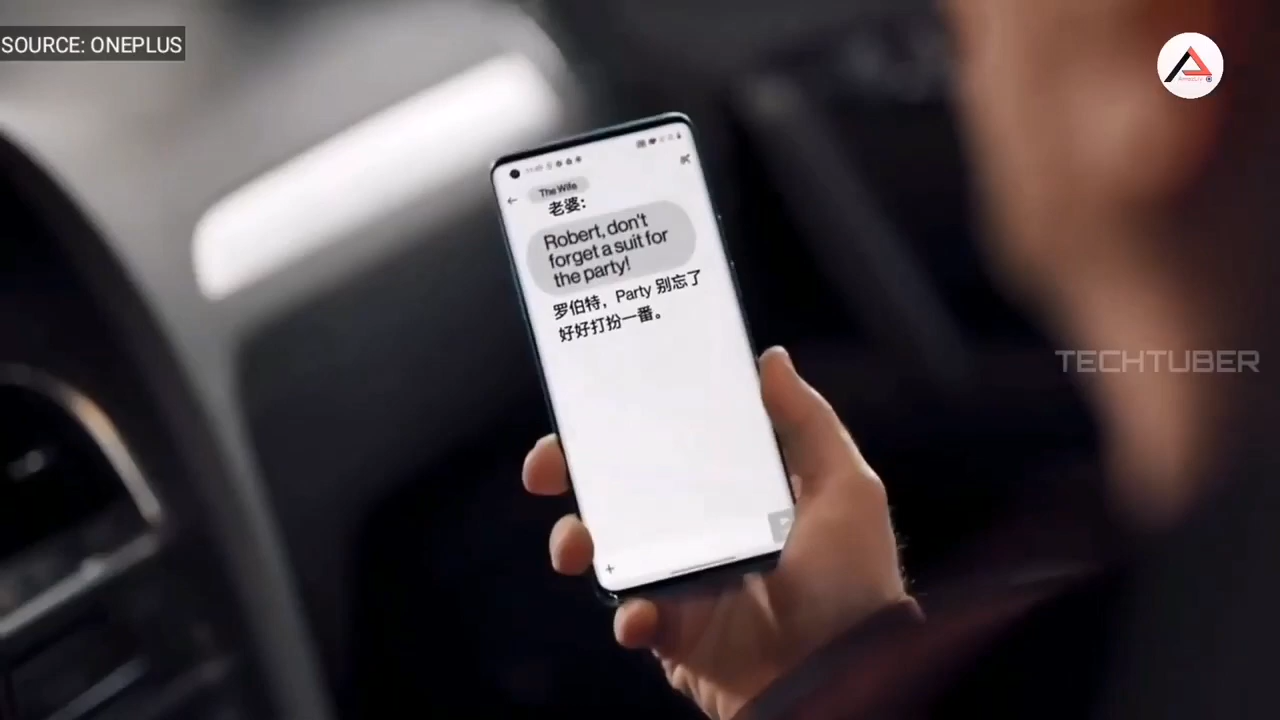 SOURCE: ONEPLUS
The Wife
老婆:
Robert, don't
forget a suit for
the party!
罗伯特，Party 别忘了
好好打扮一番。
TECHTUBER